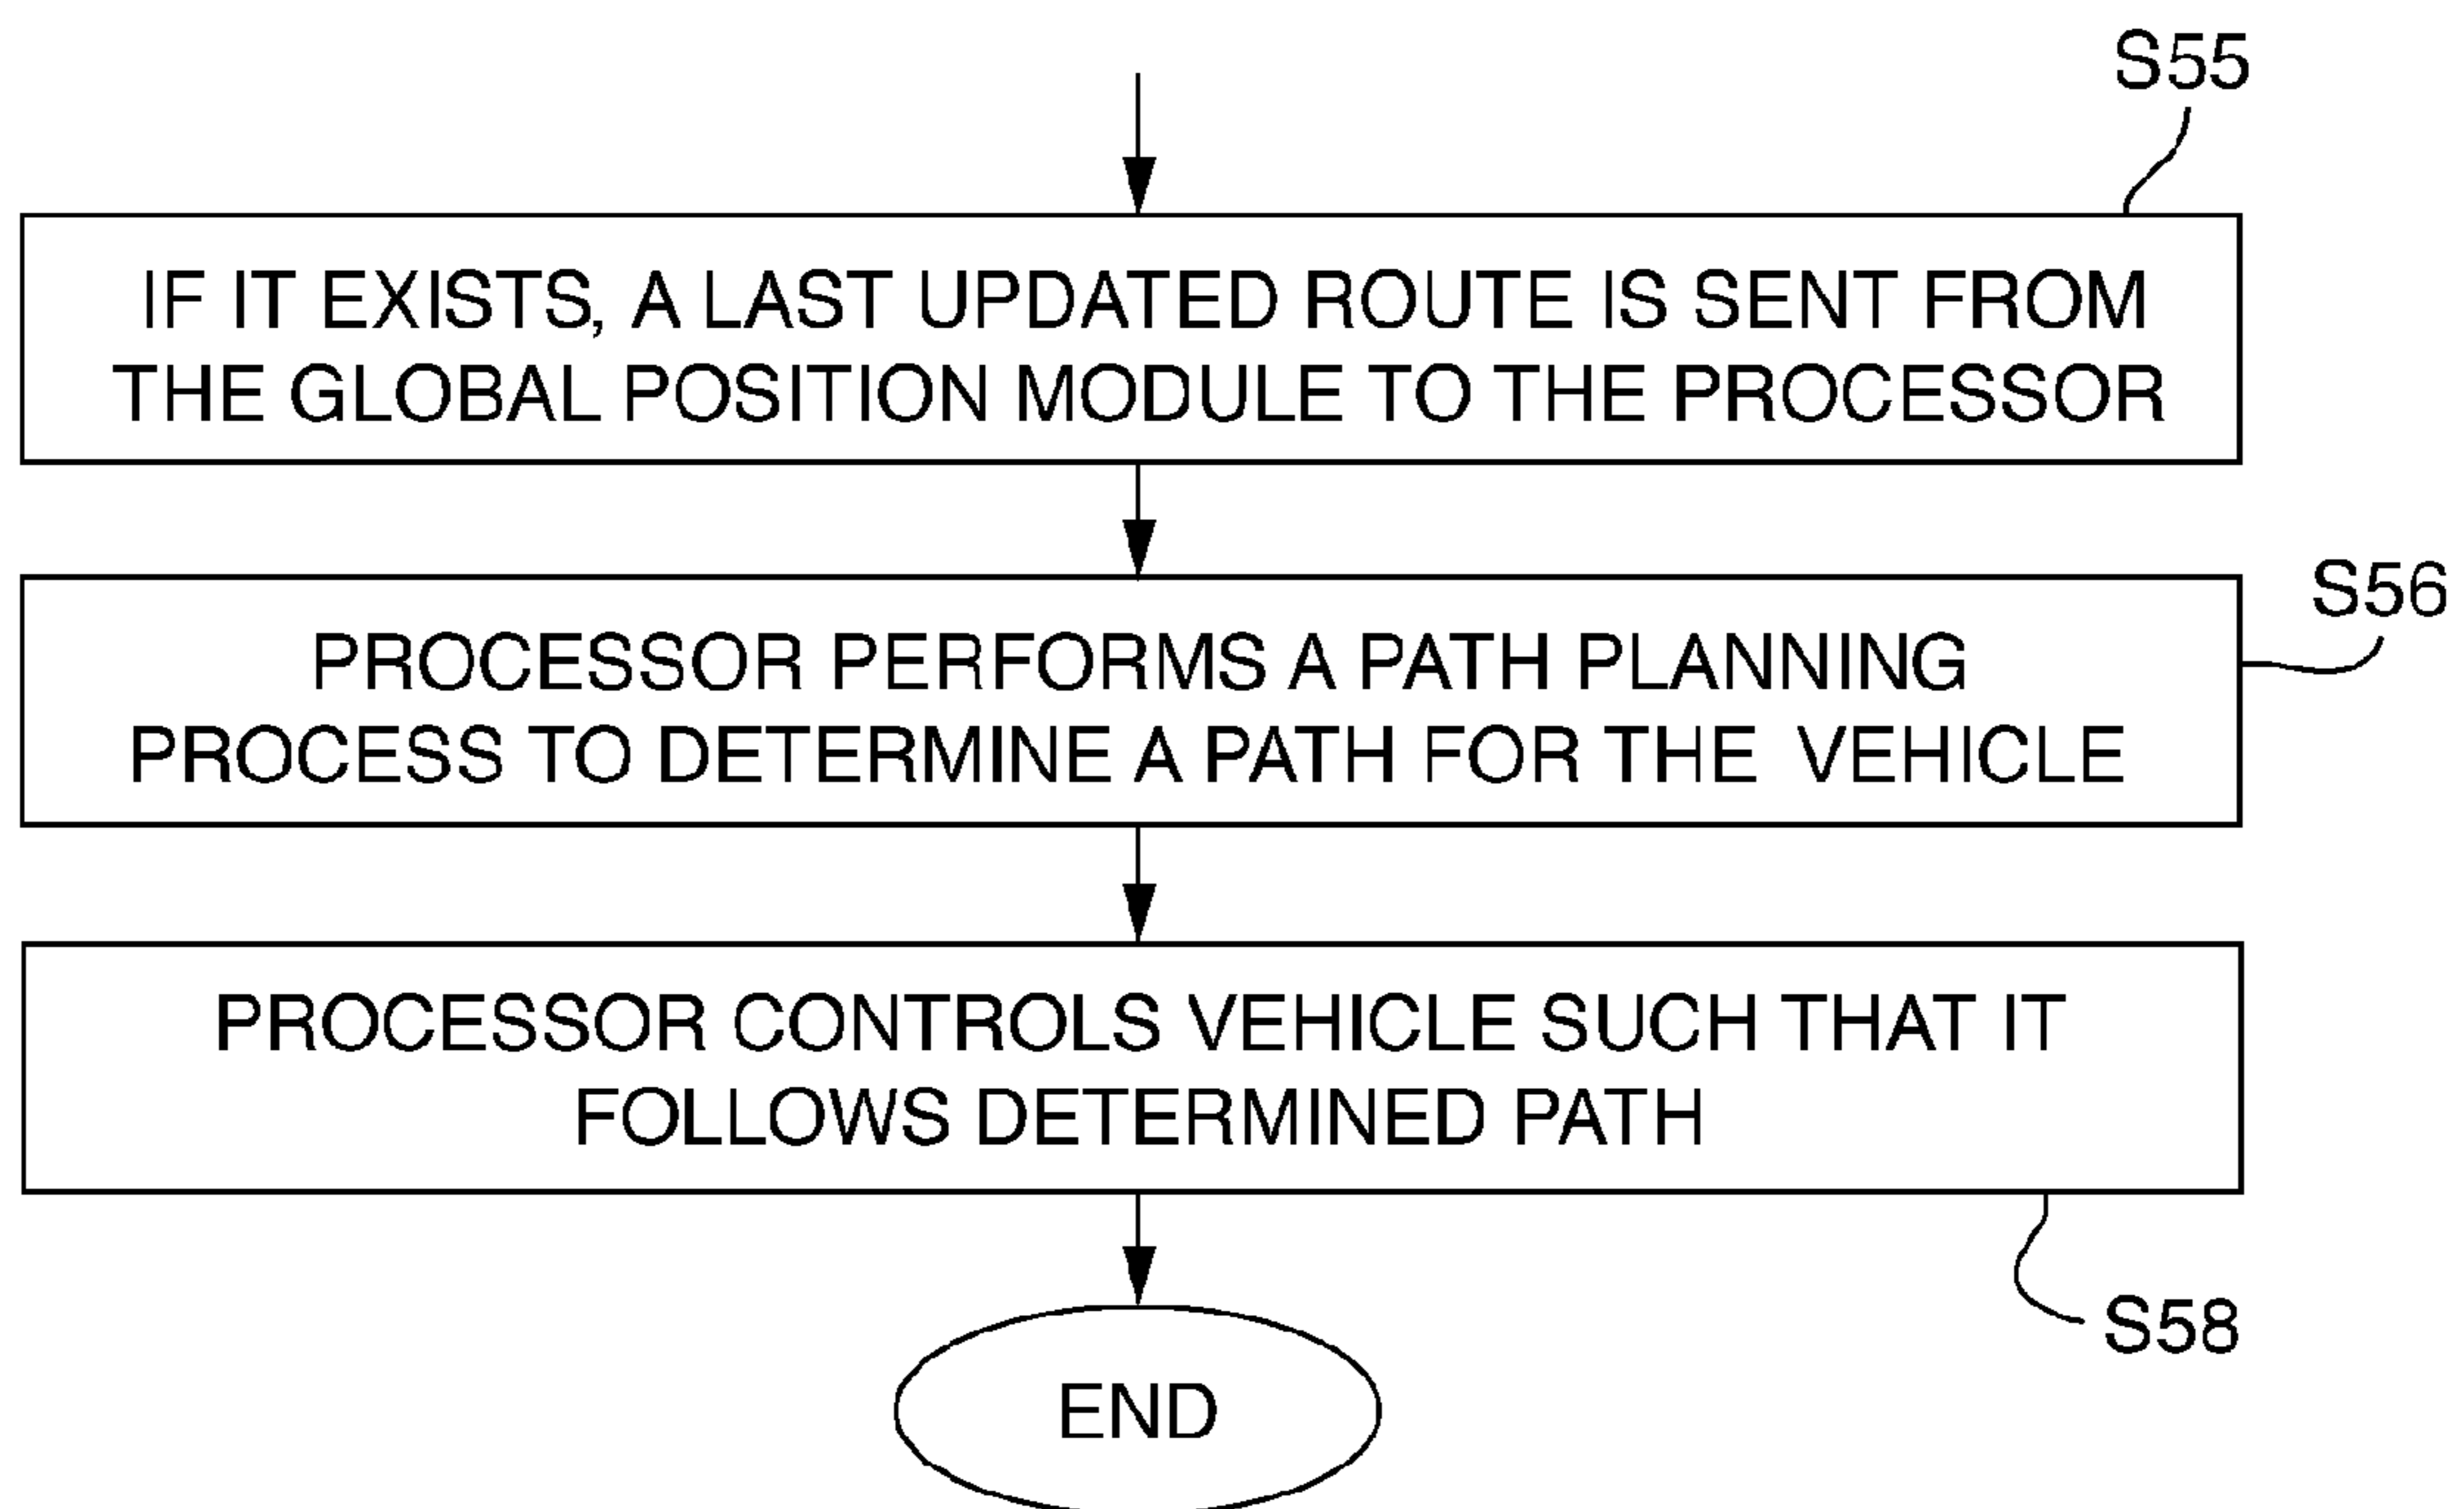 S55
IF IT EXISTS, A LAST UPDATED ROUTE IS SENT FROM
THE GLOBAL POSITION MODULE TO THE PROCESSOR
S56
PROCESSOR PERFORMS A PATH PLANNING
PROCESS TO DETERMINE A PATH FOR THE VEHICLE
PROCESSOR CONTROLS VEHICLE SUCH THAT IT
FOLLOWS DETERMINED PATH
S58
END